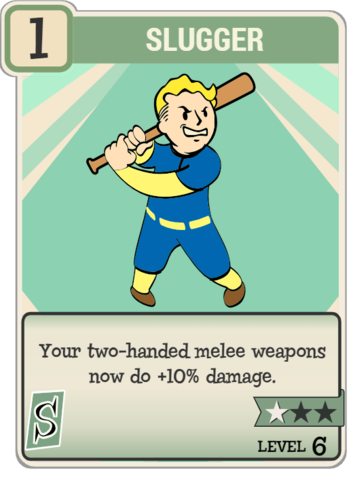 1
SLUGGER
Your two-handed melee weapons
now do +10% damage.
S
LEVEL 6